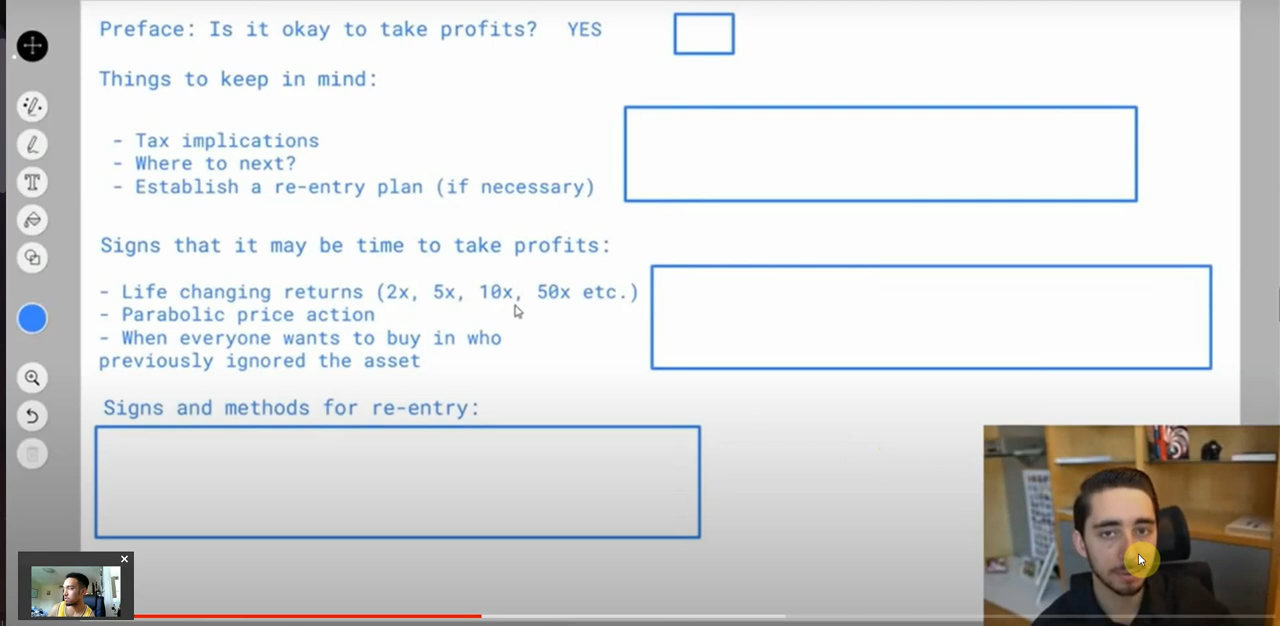 Preface: Is it okay to take profits? YES
Things to keep in mind:
- Tax implications
- Where to next?
- Establish a re-entry plan (if necessary)
Signs that it may be time to take profits:
- Life changing returns (2x, 5x, 10x, 50x etc.)
- Parabolic price action
- When everyone wants to buy in who
previously ignored the asset
Signs and methods for re-entry: